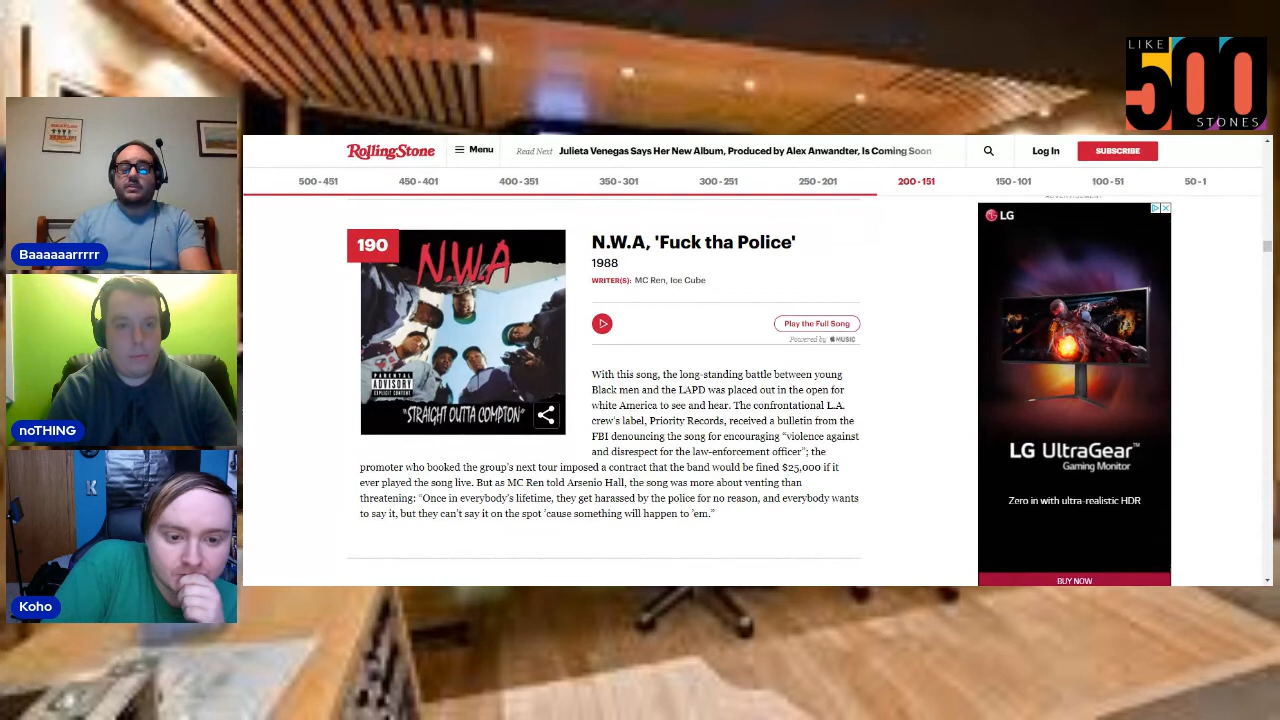 LIKE
500
STONES
RollingStone
Menu
Read Next Julieta Venegas Says Her New Album, Produced by Alex Anwandter, Is Coming Soon
Log In
SUBSCRIBE
500-451
450-401
400-351
350-301
300-251
250-201
200-151
150-101
100-51
50-1
Baaaaaarrrrr
noTHING
K
Koho
190
N.W.A
PARENTAL
ADVISORY
EXPLICIT CONTENT
"STRAIGHT OUTTA COMPTON"
N.W.A, 'Fuck tha Police'
1988
WRITER(S): MC Ren, Ice Cube
Play the Full Song
Powered by MUSIC
With this song, the long-standing battle between young
Black men and the LAPD was placed out in the open for
white America to see and hear. The confrontational L.A.
crew's label, Priority Records, received a bulletin from the
FBI denouncing the song for encouraging “violence against
and disrespect for the law-enforcement officer”; the
promoter who booked the group's next tour imposed a contract that the band would be fined $25,000 if it
ever played the song live. But as MC Ren told Arsenio Hall, the song was more about venting than
threatening: “Once in everybody's lifetime, they get harassed by the police for no reason, and everybody wants
to say it, but they can't say it on the spot 'cause something will happen to 'em.”
ADVERTISEMENT
LG
LG UltraGear™
Gaming Monitor
Zero in with ultra-realistic HDR
BUY NOW